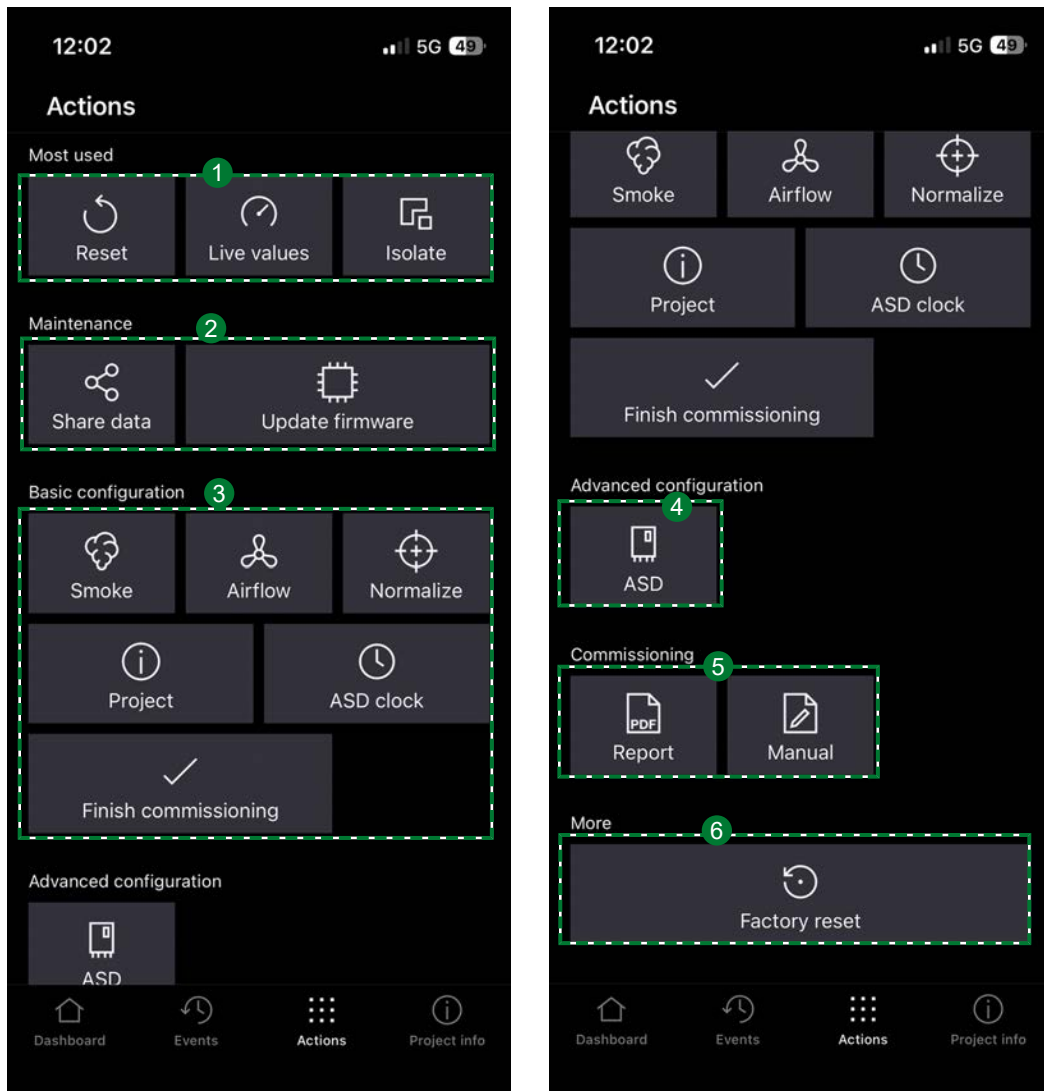 12:02
5G 49
Actions
Most used
1
Reset
Live values
Isolate
Maintenance
2
Share data
Update firmware
Basic configuration
3
Smoke
Airflow
Normalize
Project
ASD clock
Finish commissioning
Advanced configuration
ASD
Dashboard
Events
Actions
Project info
12:02
5G 49
Actions
Smoke
Airflow
Normalize
Project
ASD clock
Finish commissioning
Advanced configuration
4
ASD
Commissioning
5
PDF
Report
Manual
More
6
Factory reset
Dashboard
Events
Actions
Project info